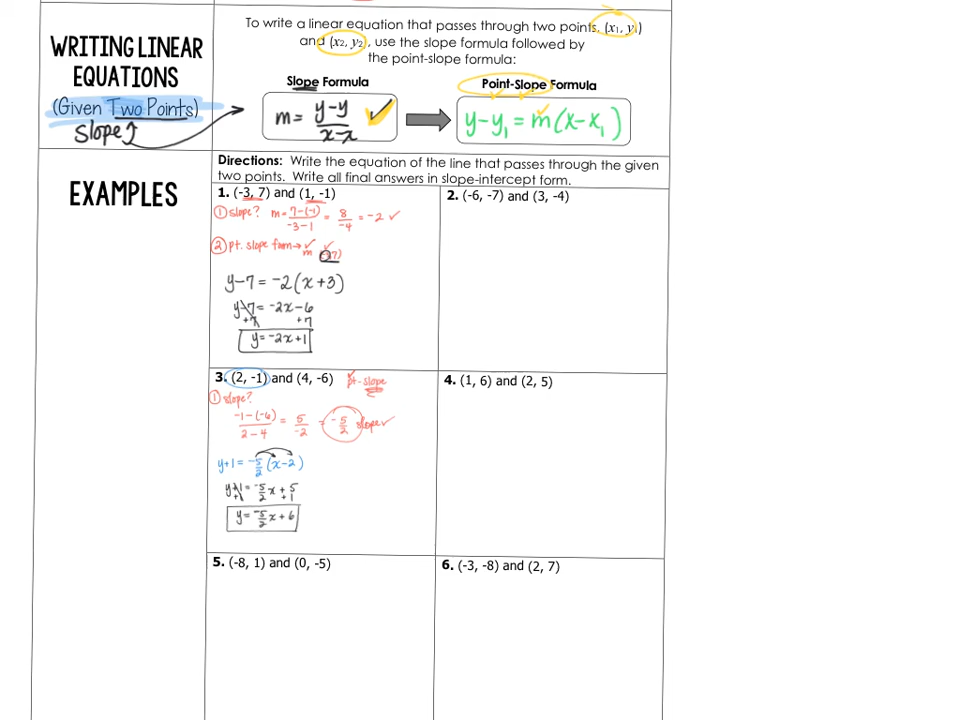 To write a linear equation that passes through two points, (x₁, y₁)
and (x₂, y₂), use the slope formula followed by
the point-slope formula:
WRITING LINEAR
EQUATIONS
(Given Two Points)
Slope?
Slope Formula
m = y-y / x-x
Point-Slope Formula
y-y₁ = m(x-x₁)
Directions: Write the equation of the line that passes through the given
two points. Write all final answers in slope-intercept form.
EXAMPLES
1. (-3, 7) and (1, -1)
① slope? m = 7-(-1) / -3-1 = 8/-4 = -2 ✓
② pt. slope form → m
y-7 = -2(x+3)
y-7 = -2x-6
+7 +7
y = -2x+1
2. (-6, -7) and (3, -4)
3. (2, -1) and (4, -6) pt-slope
① slope?
-1-(-6) / 2-4 = 5/-2 = -5/2 slope ✓
y+1 = -5/2(x-2)
y+1 = -5/2x + 5
y = -5/2x + 6
4. (1, 6) and (2, 5)
5. (-8, 1) and (0, -5)
6. (-3, -8) and (2, 7)